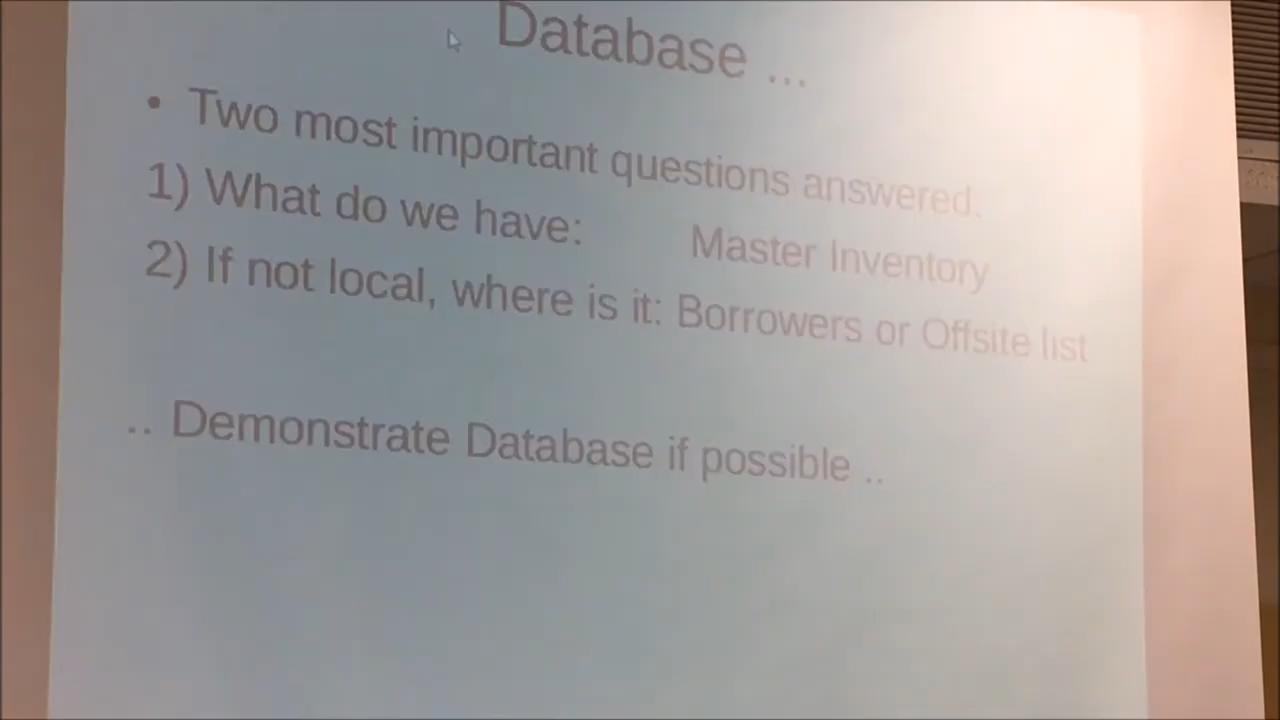 Database ...
• Two most important questions answered.
1) What do we have: Master Inventory
2) If not local, where is it: Borrowers or Offsite list
.. Demonstrate Database if possible ..